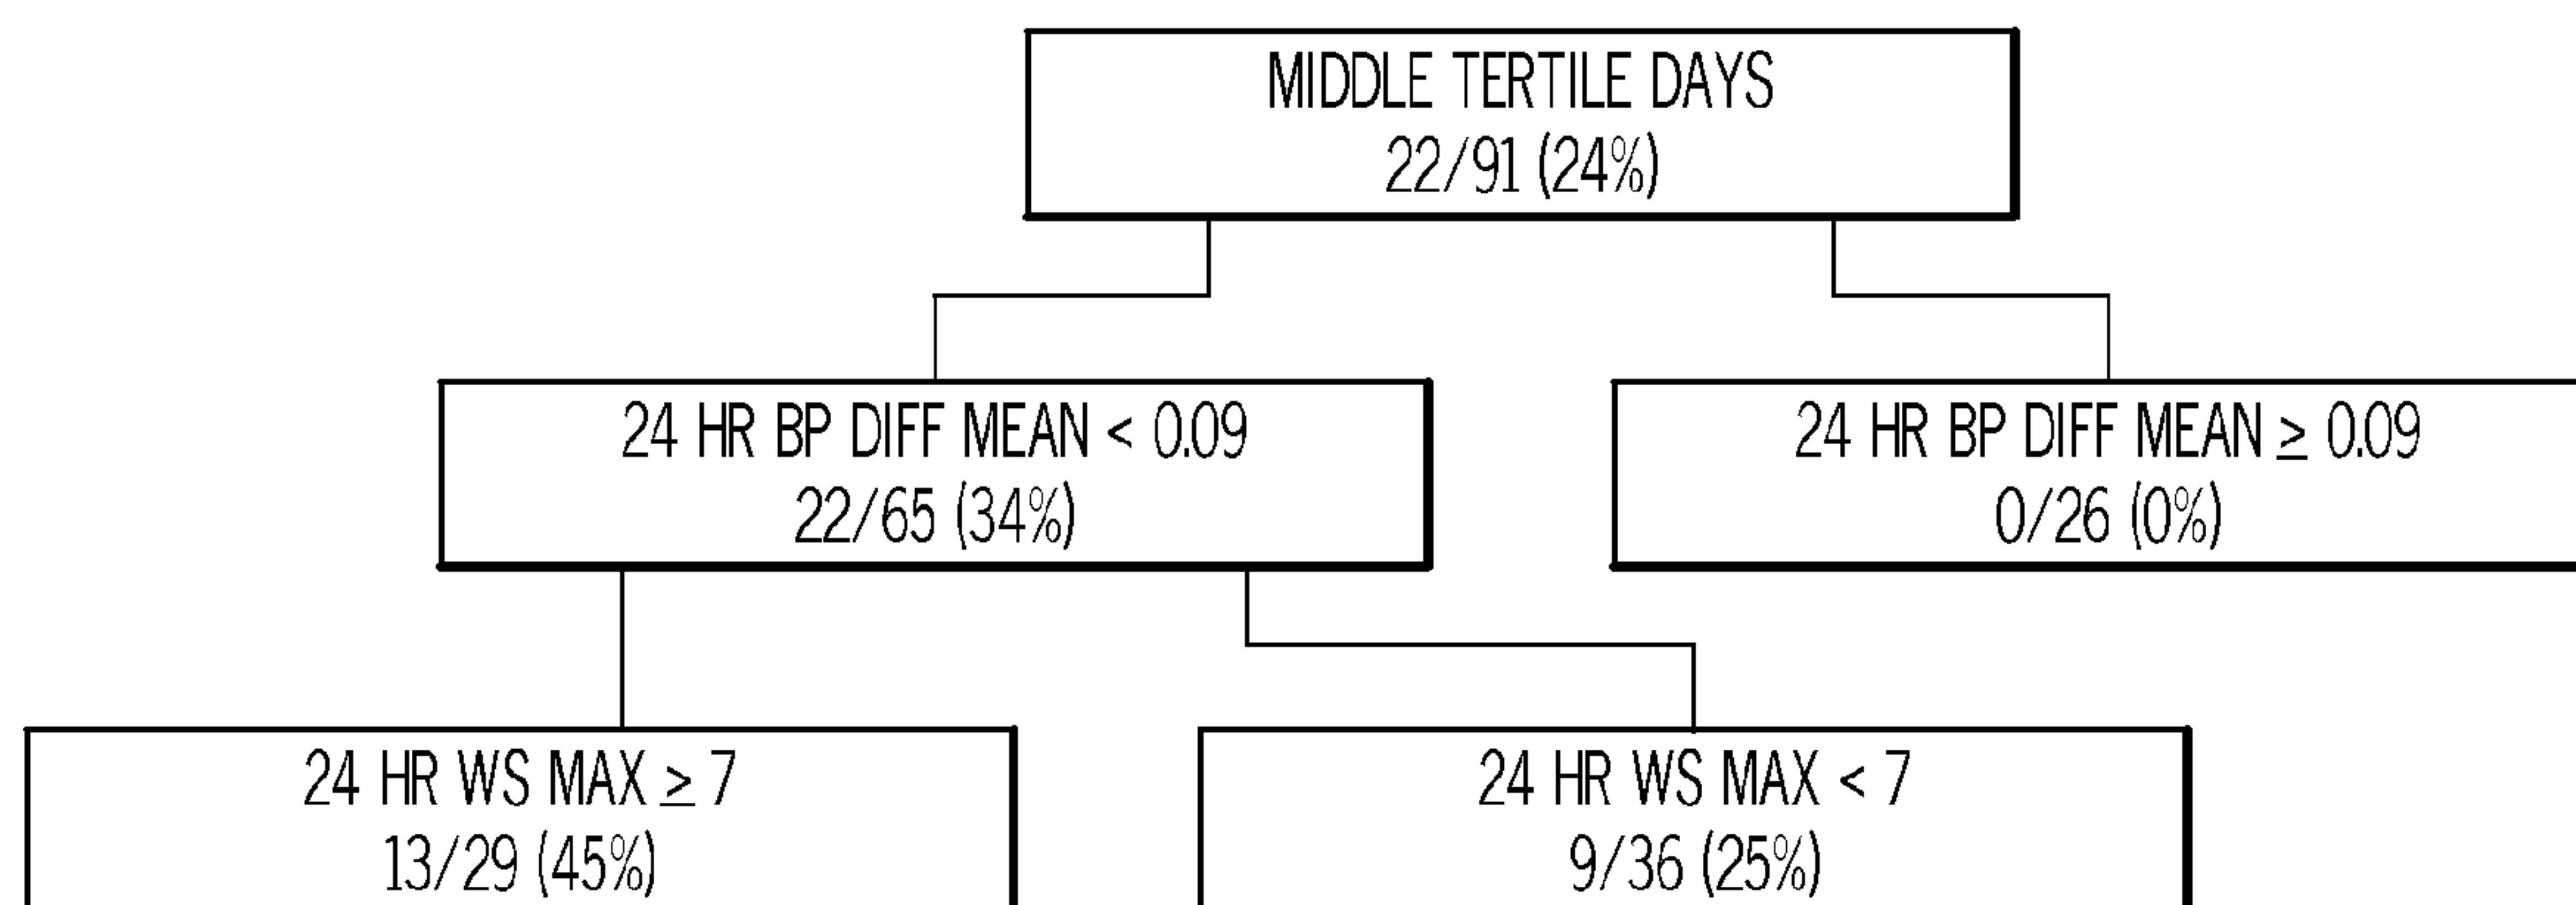 MIDDLE TERTILE DAYS
22/91 (24%)
24 HR BP DIFF MEAN < 0.09
22/65 (34%)
24 HR BP DIFF MEAN ≥ 0.09
0/26 (0%)
24 HR WS MAX ≥ 7
13/29 (45%)
24 HR WS MAX < 7
9/36 (25%)